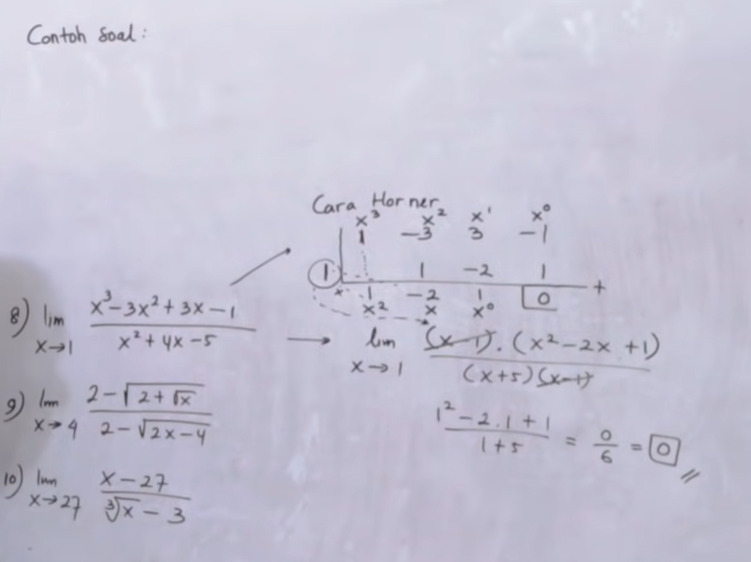 Contoh Soal:
Cara Horner
x³ x² x¹ x⁰
1 -3 3 -1
1 1 -2 1 +
1 -2 1 0
x² x x⁰
8) lim x→1 (x³-3x²+3x-1)/(x²+4x-5) → lim x→1 ((x-1).(x²-2x+1))/((x+5)(x-1))
(1²-2.1+1)/(1+5) = 0/6 = 0 //
9) lim x→4 (2-√(2+√x))/(2-√(2x-4))
10) lim x→27 (x-27)/(³√x-3)